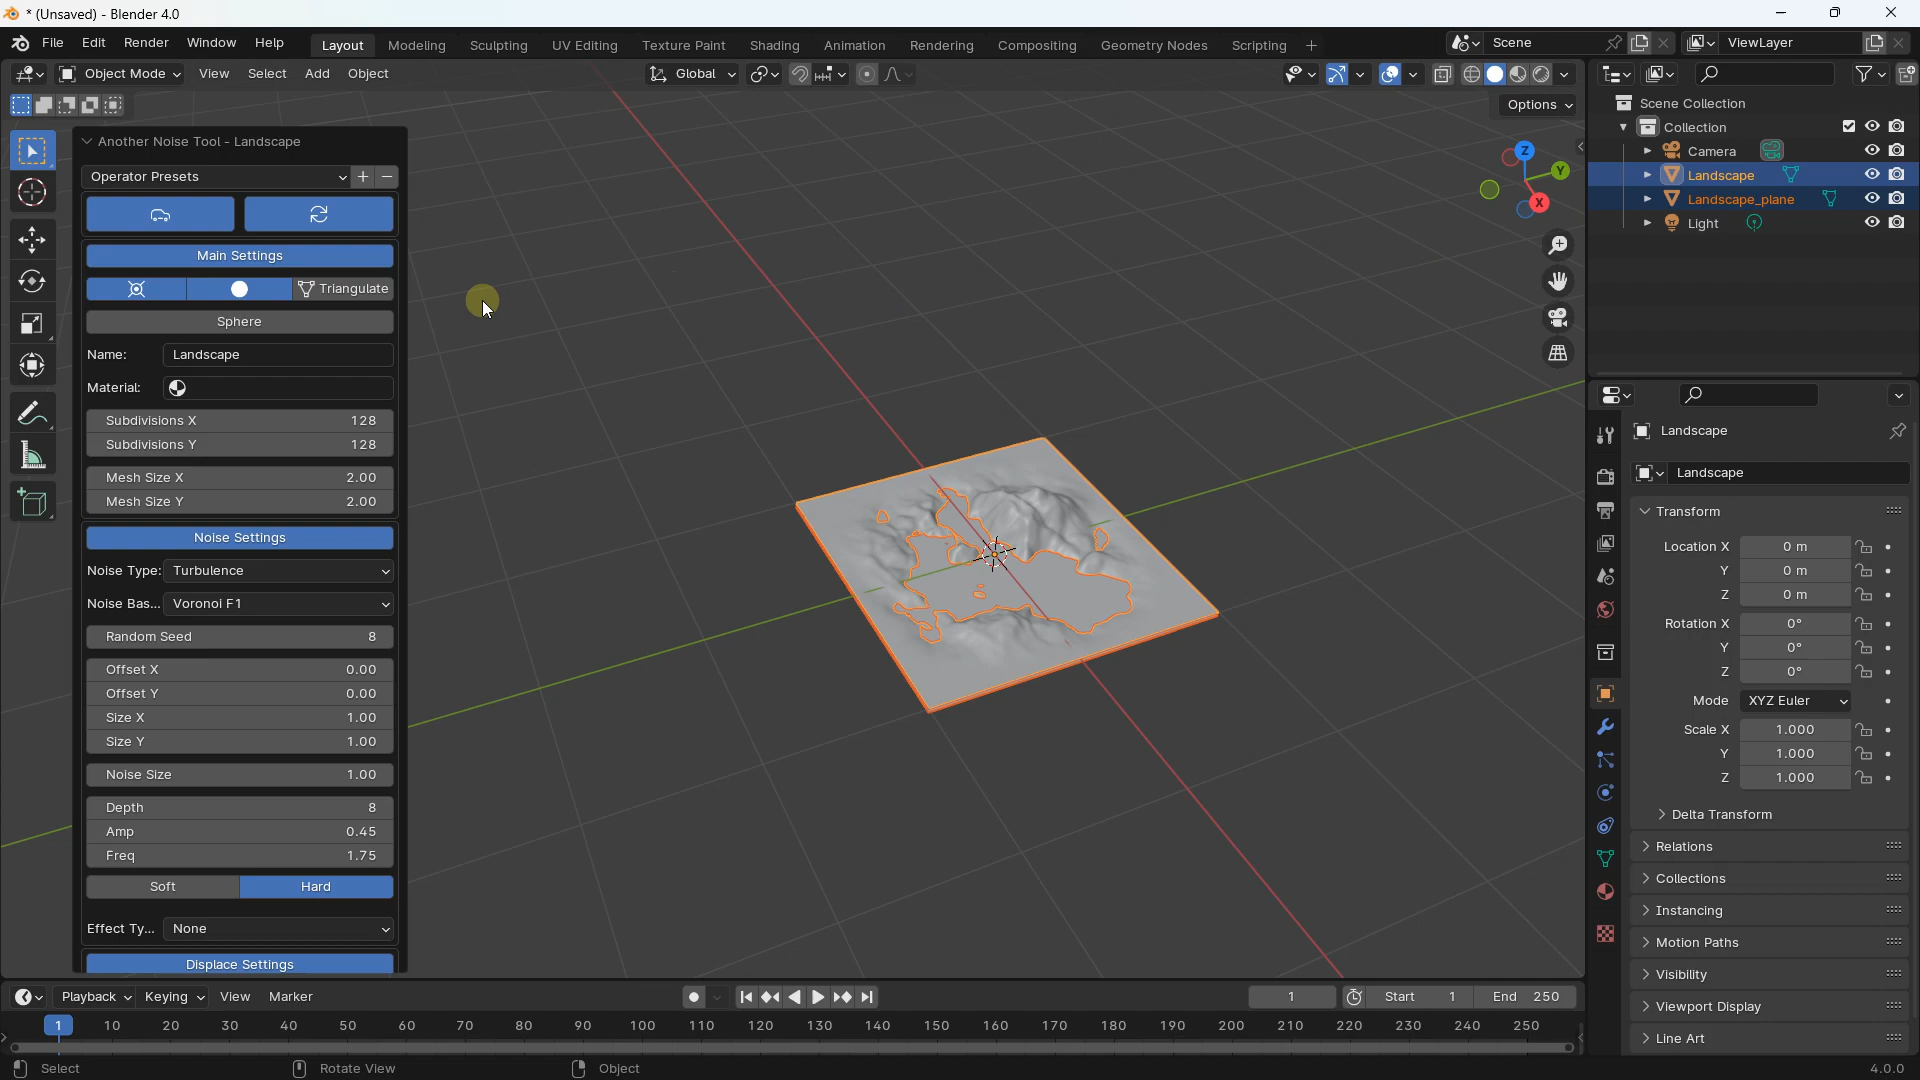 * (Unsaved) - Blender 4.0
File Edit Render Window Help Layout Modeling Sculpting UV Editing Texture Paint Shading Animation Rendering Compositing Geometry Nodes Scripting + Scene ViewLayer
Object Mode View Select Add Object Global
Options
Another Noise Tool - Landscape
Operator Presets
Main Settings
Triangulate
Sphere
Name: Landscape
Material:
Subdivisions X 128
Subdivisions Y 128
Mesh Size X 2.00
Mesh Size Y 2.00
Noise Settings
Noise Type: Turbulence
Noise Bas... Voronoi F1
Random Seed 8
Offset X 0.00
Offset Y 0.00
Size X 1.00
Size Y 1.00
Noise Size 1.00
Depth 8
Amp 0.45
Freq 1.75
Soft Hard
Effect Ty... None
Displace Settings
Z
Y
X
Scene Collection
Collection
Camera
Landscape
Landscape_plane
Light
Landscape
Landscape
Transform
Location X 0 m
Y 0 m
Z 0 m
Rotation X 0°
Y 0°
Z 0°
Mode XYZ Euler
Scale X 1.000
Y 1.000
Z 1.000
Delta Transform
Relations
Collections
Instancing
Motion Paths
Visibility
Viewport Display
Line Art
Playback Keying View Marker 1 Start 1 End 250
1 10 20 30 40 50 60 70 80 90 100 110 120 130 140 150 160 170 180 190 200 210 220 230 240 250
Select Rotate View Object 4.0.0